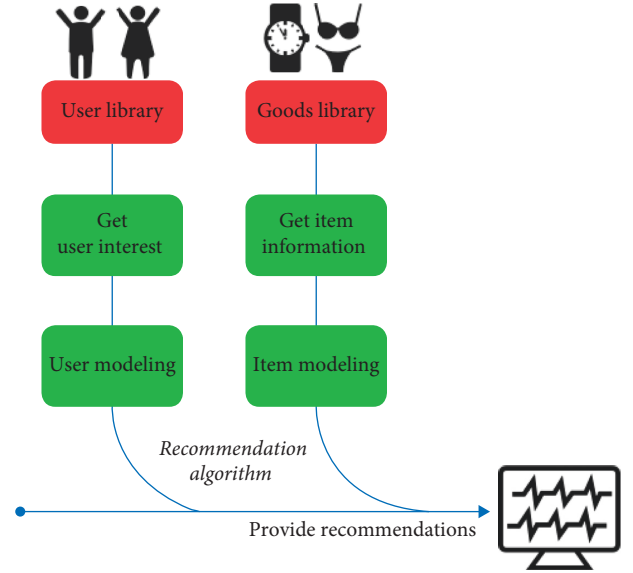 User library
Goods library
Get
user interest
Get item
information
User modeling
Item modeling
Recommendation
algorithm
Provide recommendations